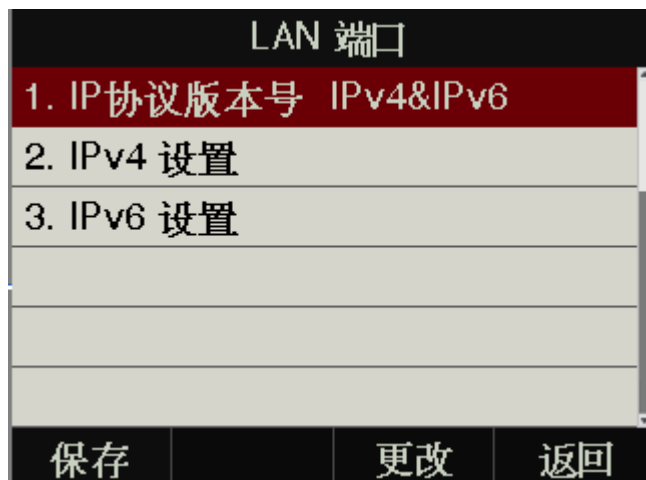 LAN 端口
1. IP协议版本号 IPv4&IPv6
2. IPv4 设置
3. IPv6 设置
保存 更改 返回